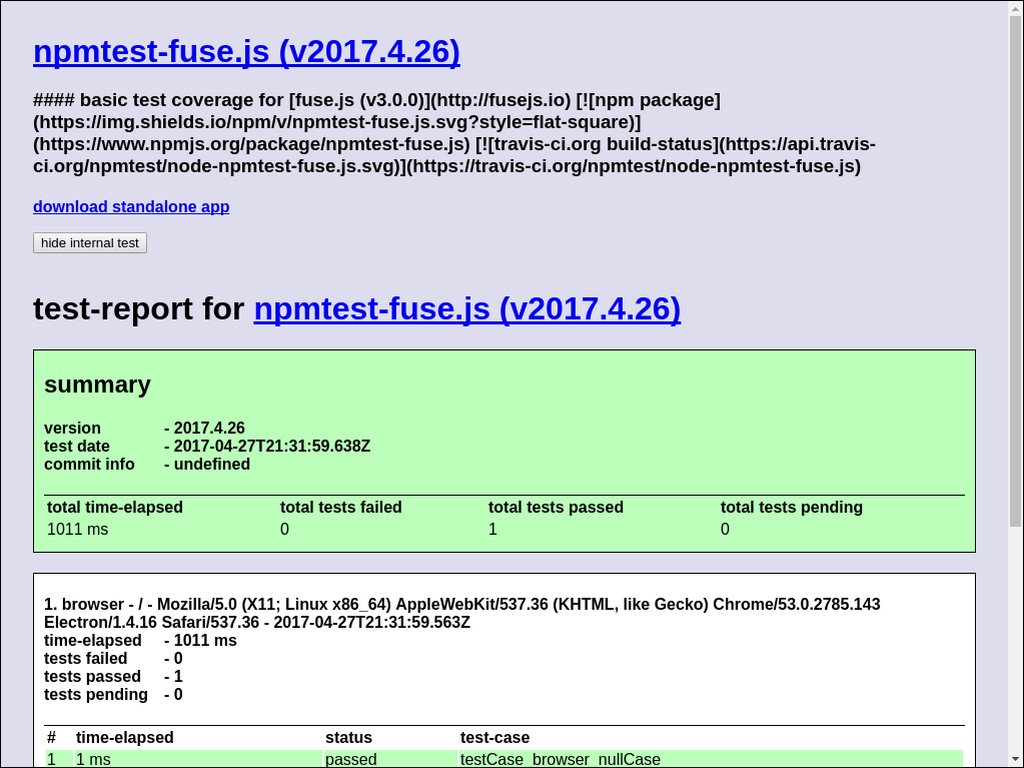 npmtest-fuse.js (v2017.4.26)
#### basic test coverage for [fuse.js (v3.0.0)](http://fusejs.io) [![npm package]
(https://img.shields.io/npm/v/npmtest-fuse.js.svg?style=flat-square)]
(https://www.npmjs.org/package/npmtest-fuse.js) [![travis-ci.org build-status](https://api.travis-
ci.org/npmtest/node-npmtest-fuse.js.svg)](https://travis-ci.org/npmtest/node-npmtest-fuse.js)
download standalone app
hide internal test
test-report for npmtest-fuse.js (v2017.4.26)
summary
version - 2017.4.26
test date - 2017-04-27T21:31:59.638Z
commit info - undefined
total time-elapsed total tests failed total tests passed total tests pending
1011 ms 0 1 0
1. browser - / - Mozilla/5.0 (X11; Linux x86_64) AppleWebKit/537.36 (KHTML, like Gecko) Chrome/53.0.2785.143
Electron/1.4.16 Safari/537.36 - 2017-04-27T21:31:59.563Z
time-elapsed - 1011 ms
tests failed - 0
tests passed - 1
tests pending - 0
# time-elapsed status test-case
1 1 ms passed testCase_browser_nullCase